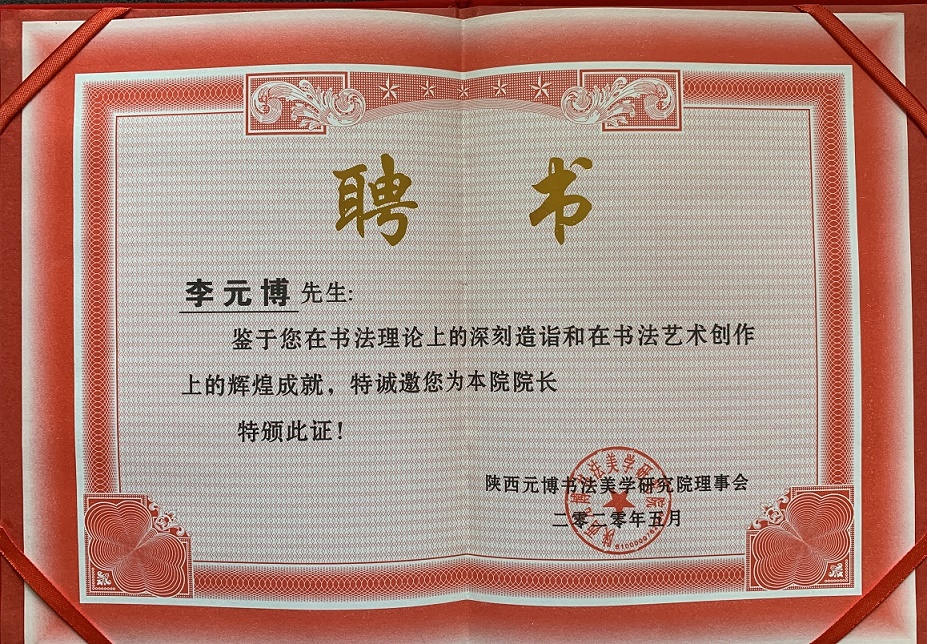 聘书
李元博 先生:
鉴于您在书法理论上的深刻造诣和在书法艺术创作
上的辉煌成就，特诚邀您为本院院长
特颁此证！
陕西元博书法美学研究院理事会
二零二零年五月